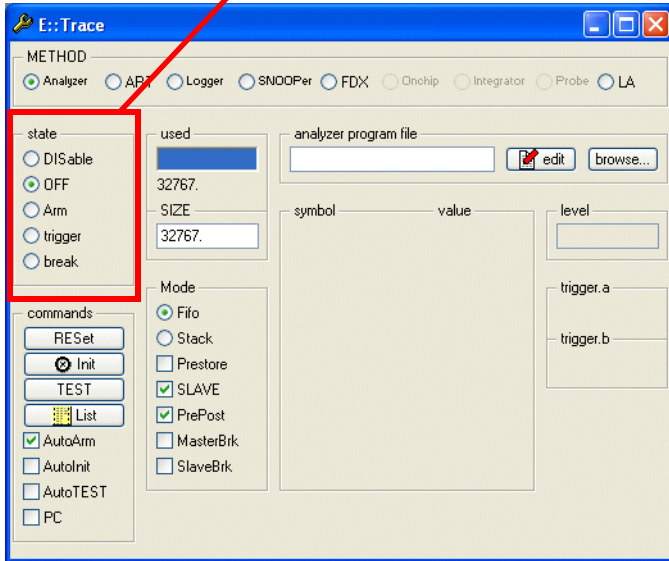 E::Trace
METHOD
Analyzer ART Logger SNOOPer FDX Onchip Integrator Probe LA
state
DISable
OFF
Arm
trigger
break
used
32767.
SIZE
32767.
analyzer program file
edit browse...
symbol value
level
trigger.a
trigger.b
commands
RESet
Init
TEST
List
AutoArm
AutoInit
AutoTEST
PC
Mode
Fifo
Stack
Prestore
SLAVE
PrePost
MasterBrk
SlaveBrk